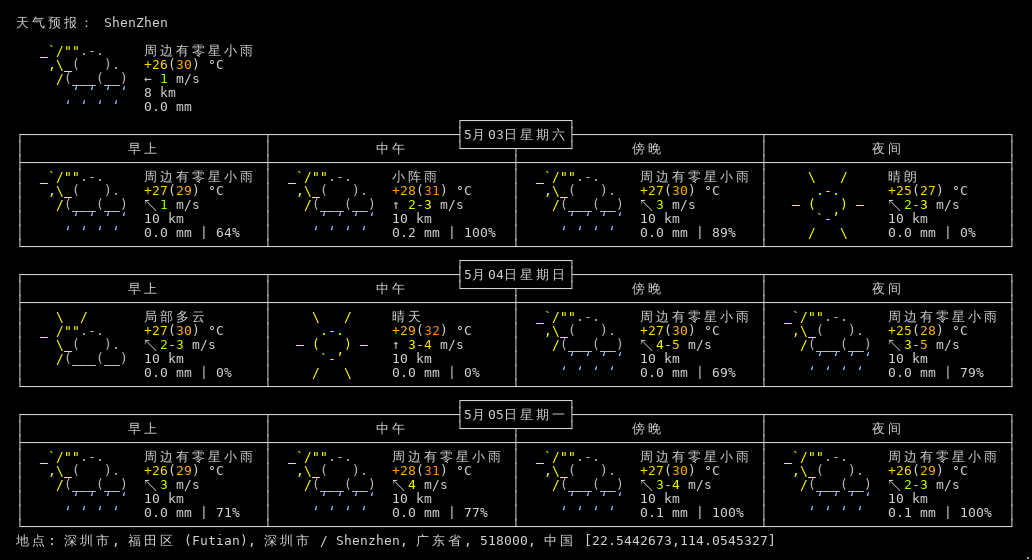 天气预报： ShenZhen
周边有零星小雨
+26(30) °C
← 1 m/s
8 km
0.0 mm
5月03日星期六
早上 中午 傍晚 夜间
周边有零星小雨 小阵雨 周边有零星小雨 晴朗
+27(29) °C +28(31) °C +27(30) °C +25(27) °C
↖ 1 m/s ↑ 2-3 m/s ↖ 3 m/s ↖ 2-3 m/s
10 km 10 km 10 km 10 km
0.0 mm | 64% 0.2 mm | 100% 0.0 mm | 89% 0.0 mm | 0%
5月04日星期日
早上 中午 傍晚 夜间
局部多云 晴天 周边有零星小雨 周边有零星小雨
+27(30) °C +29(32) °C +27(30) °C +25(28) °C
↖ 2-3 m/s ↑ 3-4 m/s ↖ 4-5 m/s ↖ 3-5 m/s
10 km 10 km 10 km 10 km
0.0 mm | 0% 0.0 mm | 0% 0.0 mm | 69% 0.0 mm | 79%
5月05日星期一
早上 中午 傍晚 夜间
周边有零星小雨 周边有零星小雨 周边有零星小雨 周边有零星小雨
+26(29) °C +28(31) °C +27(30) °C +26(29) °C
↖ 3 m/s ↖ 4 m/s ↖ 3-4 m/s ↖ 2-3 m/s
10 km 10 km 10 km 10 km
0.0 mm | 71% 0.0 mm | 77% 0.1 mm | 100% 0.1 mm | 100%
地点: 深圳市, 福田区 (Futian), 深圳市 / Shenzhen, 广东省, 518000, 中国 [22.5442673,114.0545327]